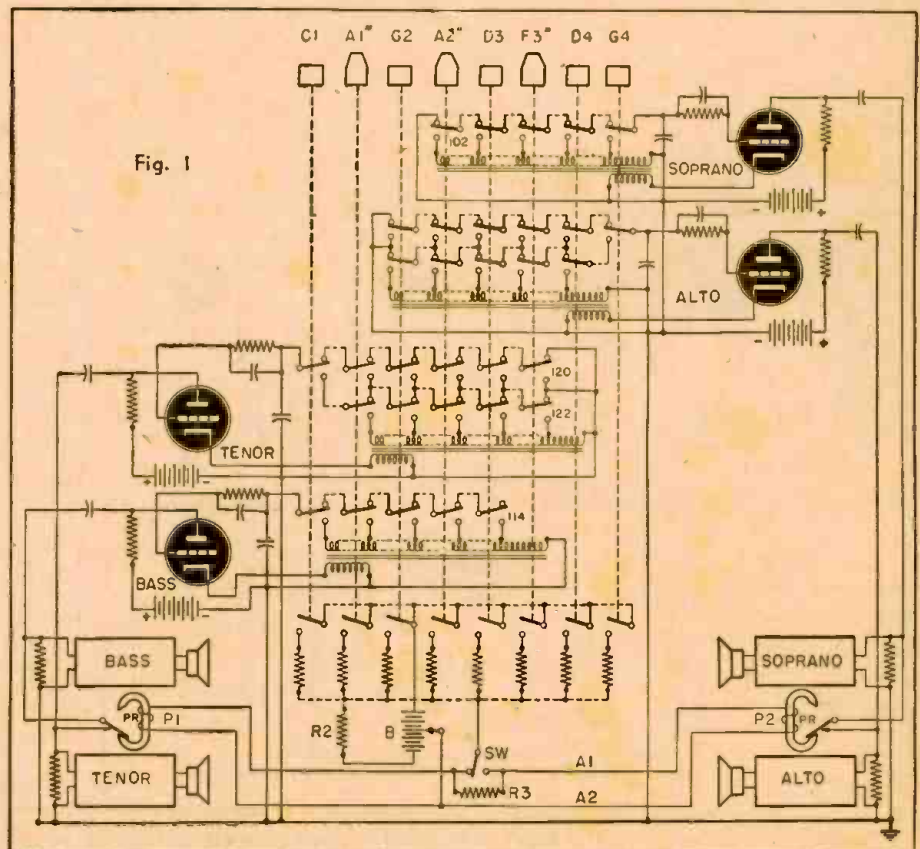 C1 A1# G2 A2# D3 F3# D4 G4
Fig. 1
102
SOPRANO
ALTO
120
122
TENOR
114
BASS
BASS
SOPRANO
PR P1
P2 PR
R2 B SW A1
R3 A2
TENOR
ALTO
- +
- +
+ -
+ -